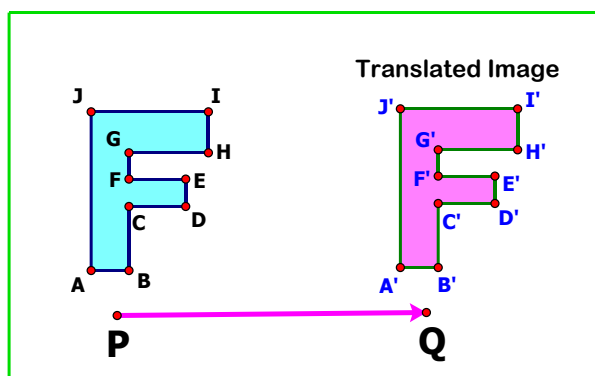 Translated Image
J I J' I'
G H G' H'
F E F' E'
C D C' D'
A B A' B'
P Q